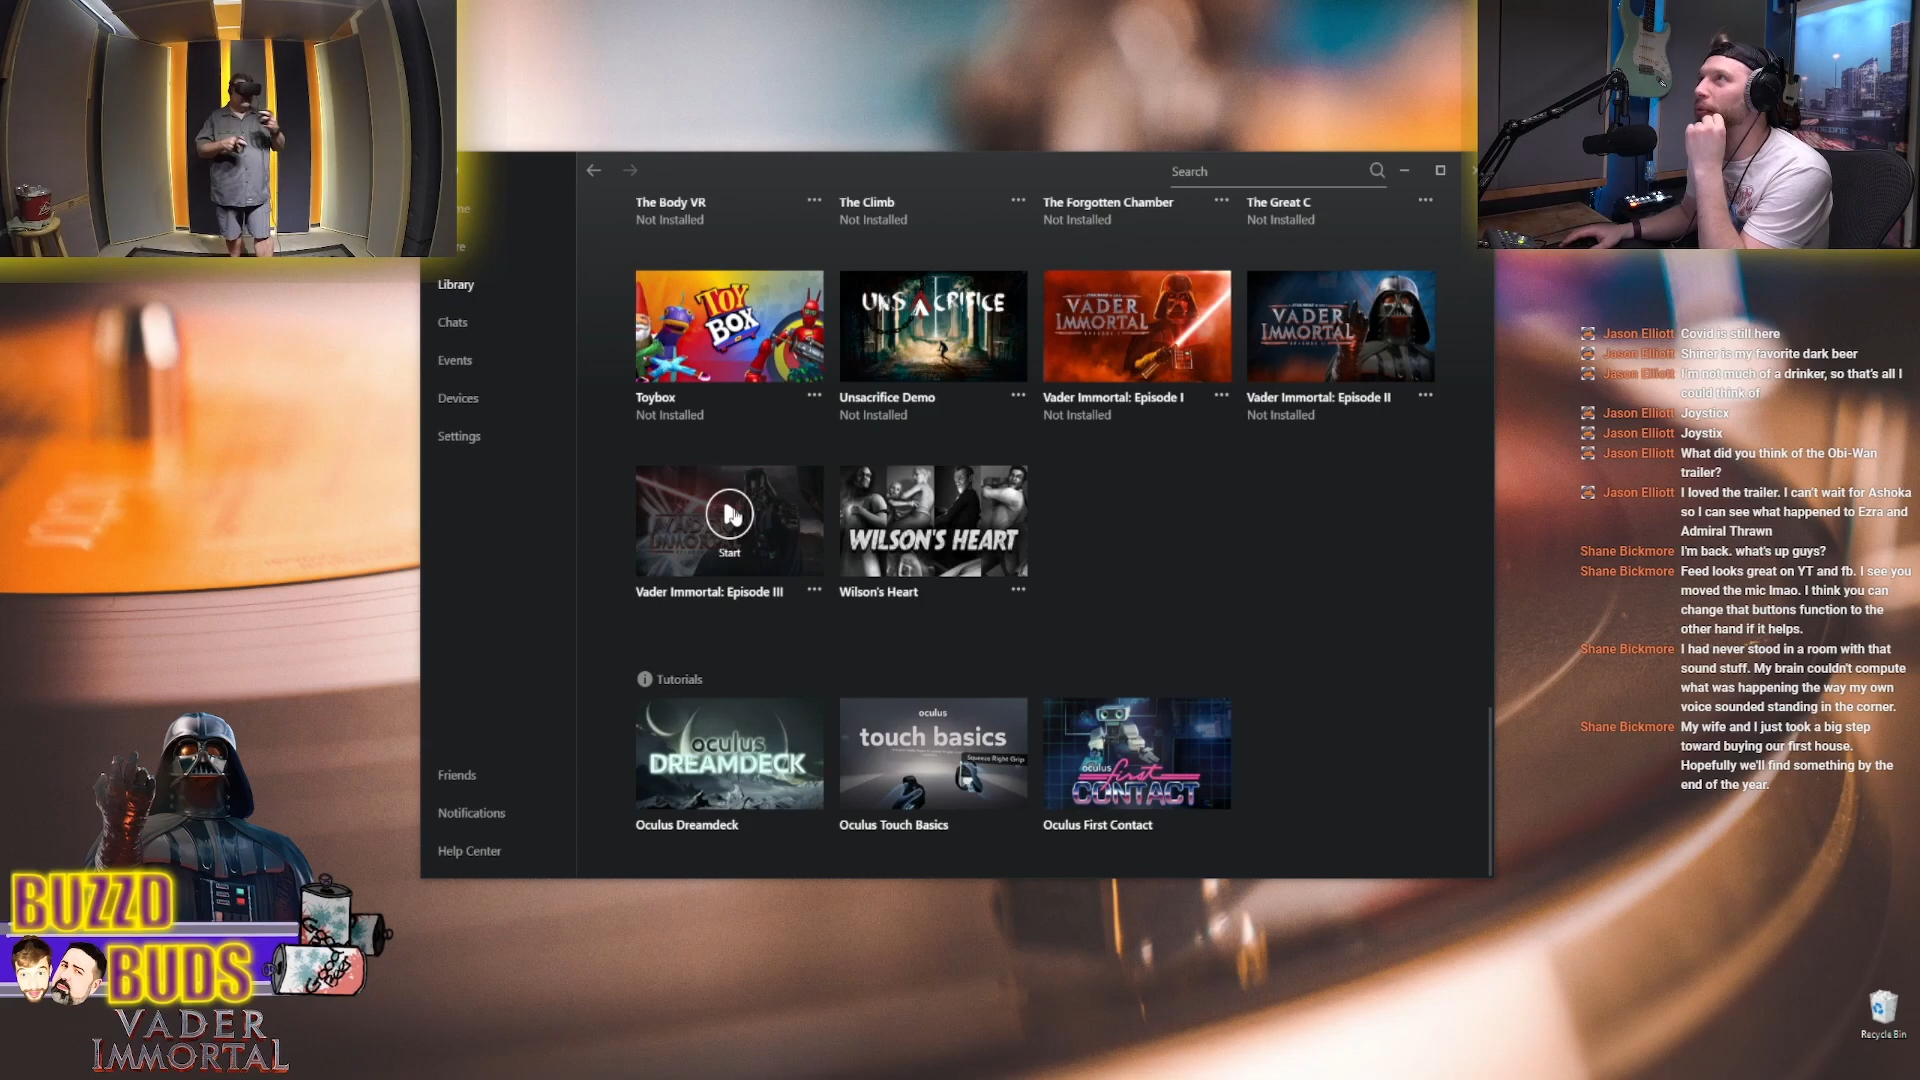 Search
The Body VR
Not Installed
The Climb
Not Installed
The Forgotten Chamber
Not Installed
The Great C
Not Installed
Library
Chats
Events
Devices
Settings
Friends
Notifications
Help Center
TOY
BOX
Toybox
Not Installed
UNSACRIFICE
Unsacrifice Demo
Not Installed
VADER
IMMORTAL
Vader Immortal: Episode I
Not Installed
VADER
IMMORTAL
Vader Immortal: Episode II
Not Installed
Start
Vader Immortal: Episode III
WILSON'S HEART
Wilson's Heart
Tutorials
oculus
DREAMDECK
Oculus Dreamdeck
oculus
touch basics
Squeeze Right Grip
Oculus Touch Basics
oculus
first
CONTACT
Oculus First Contact
Jason Elliott Covid is still here
Jason Elliott Shiner is my favorite dark beer
Jason Elliott I'm not much of a drinker, so that's all I
could think of
Jason Elliott Joysticx
Jason Elliott Joystix
Jason Elliott What did you think of the Obi-Wan
trailer?
Jason Elliott I loved the trailer. I can't wait for Ashoka
so I can see what happened to Ezra and
Admiral Thrawn
Shane Bickmore I'm back. what's up guys?
Shane Bickmore Feed looks great on YT and fb. I see you
moved the mic lmao. I think you can
change that buttons function to the
other hand if it helps.
Shane Bickmore I had never stood in a room with that
sound stuff. My brain couldn't compute
what was happening the way my own
voice sounded standing in the corner.
Shane Bickmore My wife and I just took a big step
toward buying our first house.
Hopefully we'll find something by the
end of the year.
BUZZD
BUDS
VADER
IMMORTAL
Recycle Bin